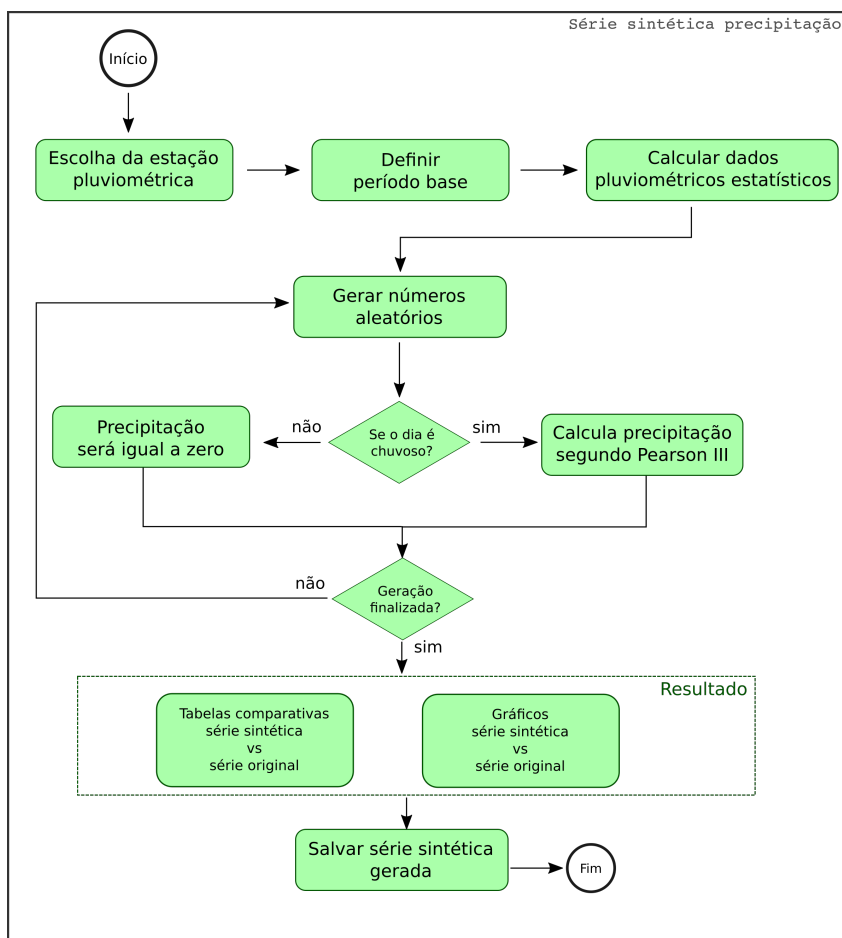 Série sintética precipitação
Início
Escolha da estação
pluviométrica
Definir
período base
Calcular dados
pluviométricos estatísticos
Gerar números
aleatórios
Se o dia é
chuvoso?
não
sim
Precipitação
será igual a zero
Calcula precipitação
segundo Pearson III
Geração
finalizada?
não
sim
Resultado
Tabelas comparativas
série sintética
vs
série original
Gráficos
série sintética
vs
série original
Salvar série sintética
gerada
Fim